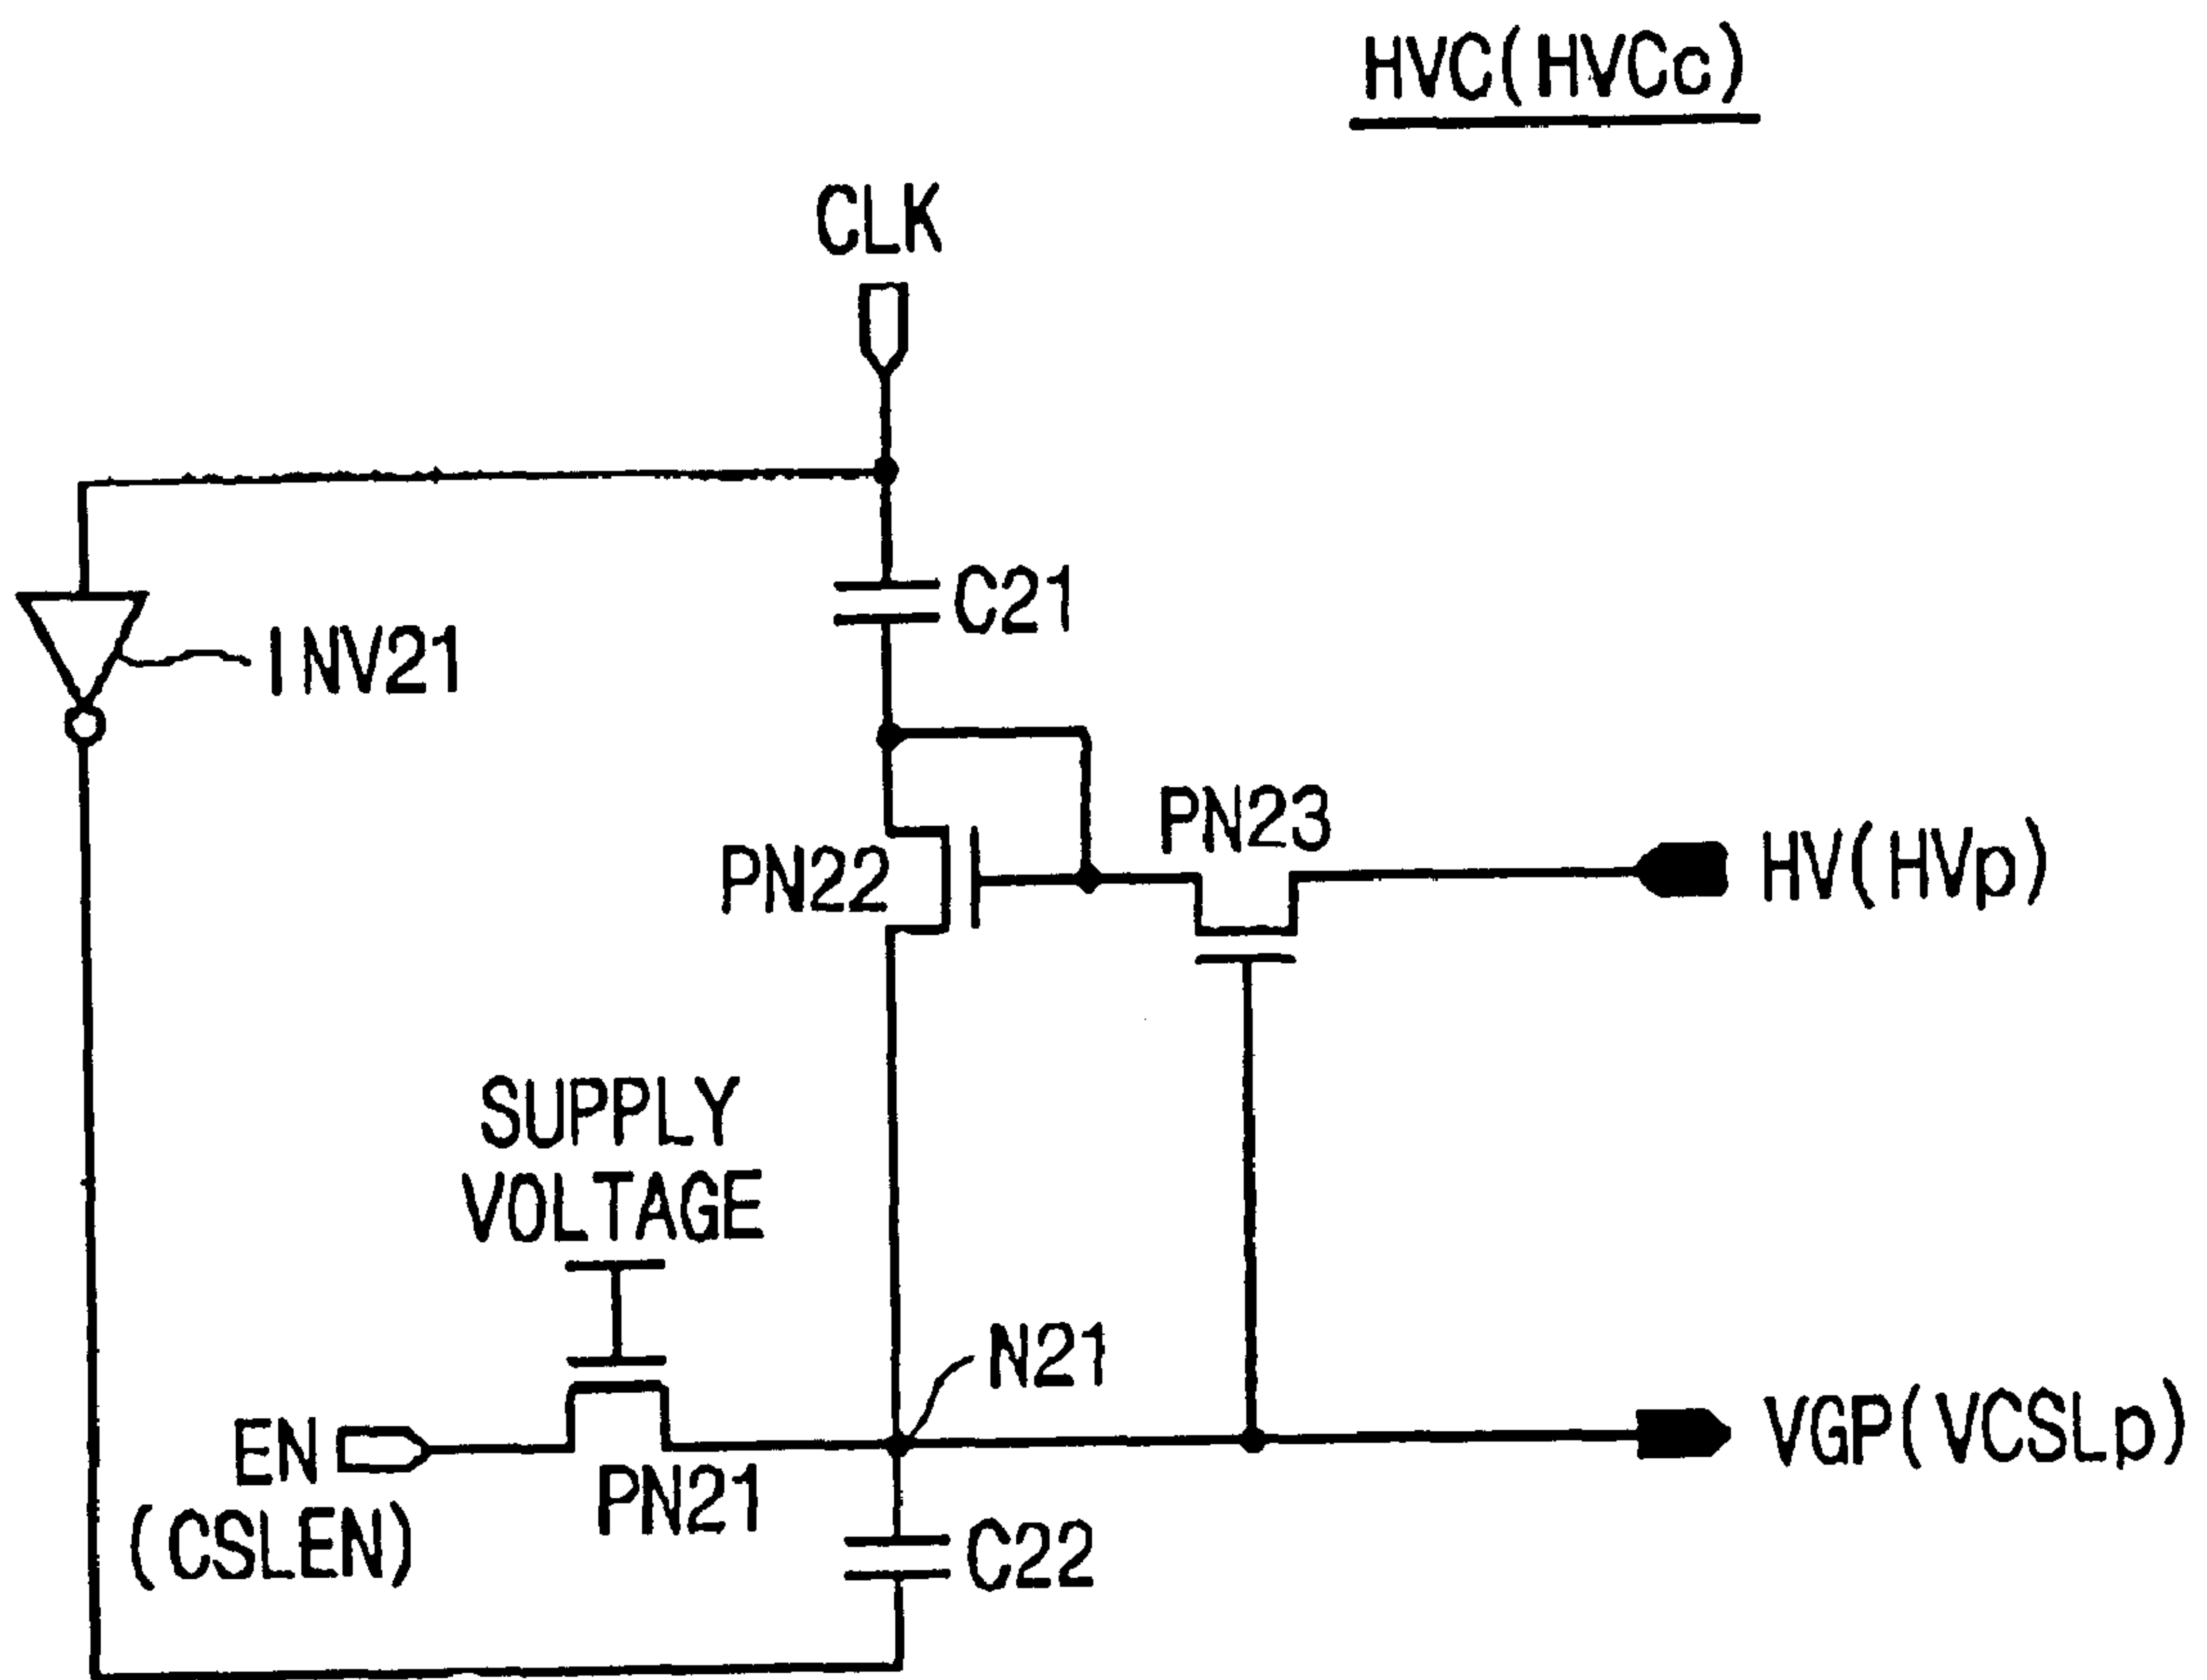 HVC(HVCc)
CLK
C21
INV21
PN23
PN22
HV(HVp)
SUPPLY
VOLTAGE
N21
EN
(CSLEN)
PN21
VGP(VCSLp)
C22